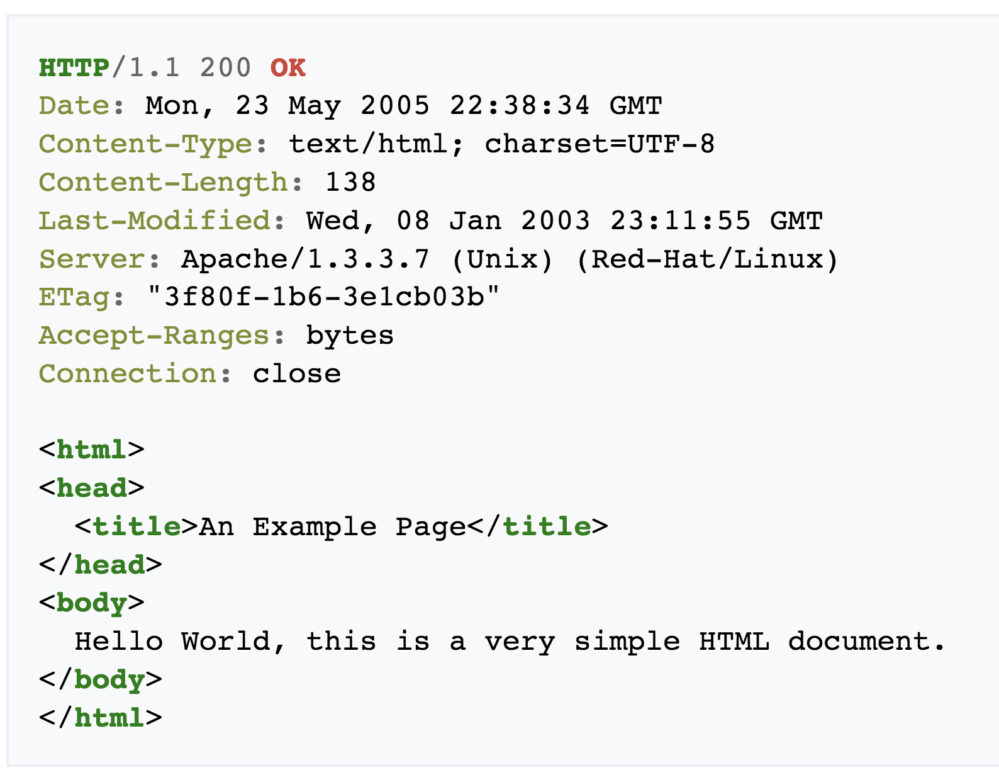 HTTP/1.1 200 OK
Date: Mon, 23 May 2005 22:38:34 GMT
Content-Type: text/html; charset=UTF-8
Content-Length: 138
Last-Modified: Wed, 08 Jan 2003 23:11:55 GMT
Server: Apache/1.3.3.7 (Unix) (Red-Hat/Linux)
ETag: "3f80f-1b6-3e1cb03b"
Accept-Ranges: bytes
Connection: close

<html>
<head>
  <title>An Example Page</title>
</head>
<body>
  Hello World, this is a very simple HTML document.
</body>
</html>